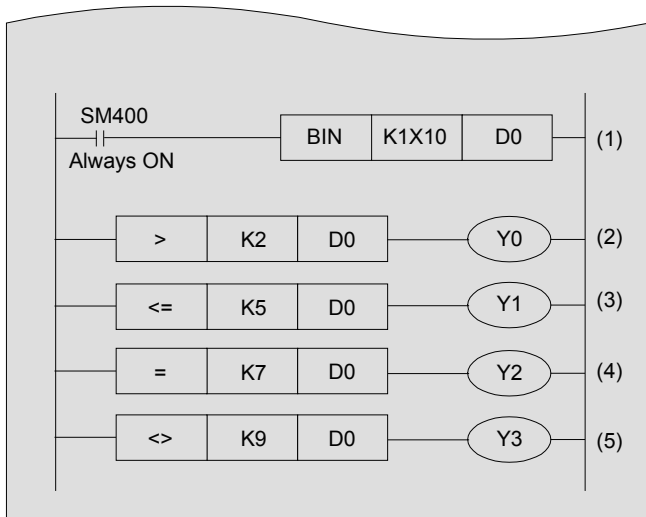 SM400
Always ON
BIN K1X10 D0 (1)
> K2 D0 Y0 (2)
<= K5 D0 Y1 (3)
= K7 D0 Y2 (4)
<> K9 D0 Y3 (5)